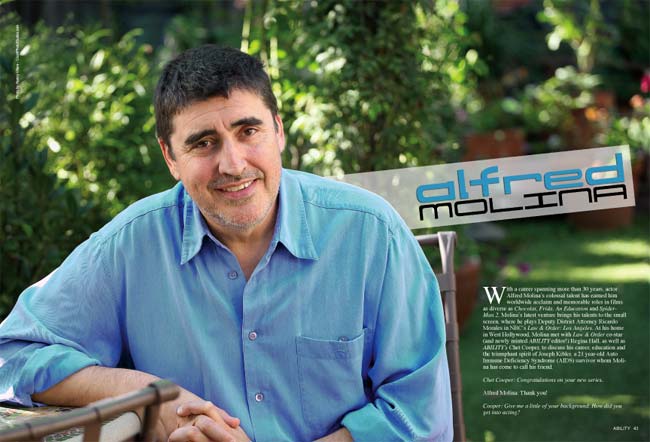 alfred
MOLINA
With a career spanning more than 30 years, actor
Alfred Molina's colossal talent has earned him
worldwide acclaim and memorable roles in films
as diverse as Chocolat, Frida, An Education and Spider-
Man 2. Molina's latest venture brings his talents to the small
screen, where he plays Deputy District Attorney Ricardo
Morales in NBC's Law & Order: Los Angeles. At his home
in West Hollywood, Molina met with Law & Order co-star
(and newly minted ABILITY editor!) Regina Hall, as well as
ABILITY's Chet Cooper, to discuss his career, education and
the triumphant spirit of Joseph Kibler, a 21 year-old Auto
Immune Deficiency Syndrome (AIDS) survivor whom Moli-
na has come to call his friend.
Chet Cooper: Congratulations on your new series.
Alfred Molina: Thank you!
Cooper: Give me a little of your background. How did you
get into acting?
ABILITY 43